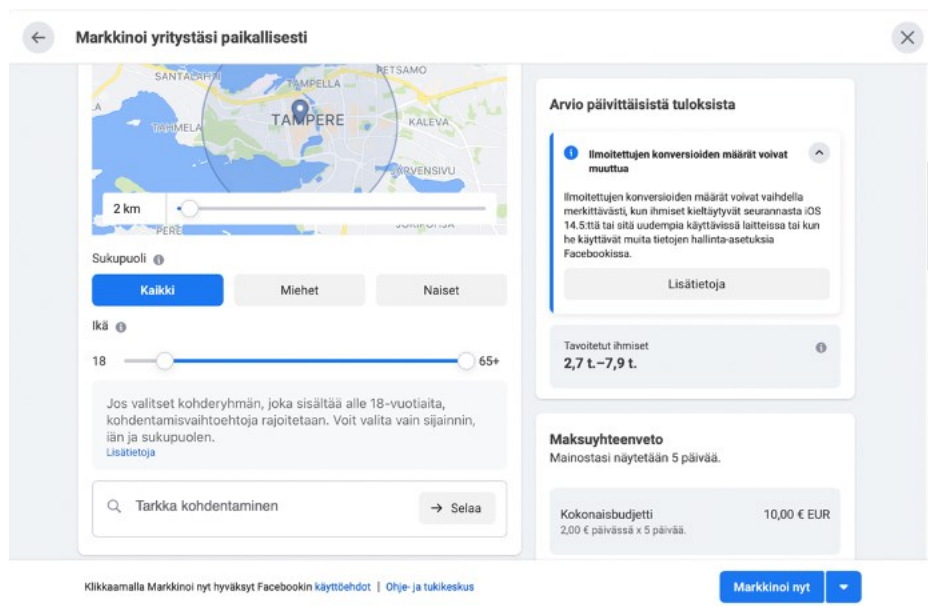 Markkinoi yritystäsi paikallisesti
PETSAMO
TAMPELLA
TAMPERE
KALEVA
TAHMELA
2 km
Sukupuoli
Kaikki
Miehet
Naiset
Ikä
18
65+
Jos valitset kohderyhmän, joka sisältää alle 18-vuotiaita,
kohdentamisvaihtoehtoja rajoitetaan. Voit valita vain sijainnin,
iän ja sukupuolen.
Lisätietoja
Tarkka kohdentaminen
→ Selaa
Arvio päivittäisistä tuloksista
Ilmoitettujen konversioiden määrät voivat
muuttua
Ilmoitettujen konversioiden määrät voivat vaihdella
merkittävästi, kun ihmiset kieltäytyvät seurannasta iOS
14.5:ttä tai sitä uudempia käyttävissä laitteissa tai kun
he käyttävät muita tietojen hallinta-asetuksia
Facebookissa.
Lisätietoja
Tavoitetut ihmiset
2,7 t.–7,9 t.
Maksuyhteenveto
Mainostasi näytetään 5 päivää.
Kokonaisbudjetti 10,00 € EUR
2,00 € päivässä x 5 päivää.
Klikkaamalla Markkinoi nyt hyväksyt Facebookin käyttöehdot | Ohje- ja tukikeskus
Markkinoi nyt